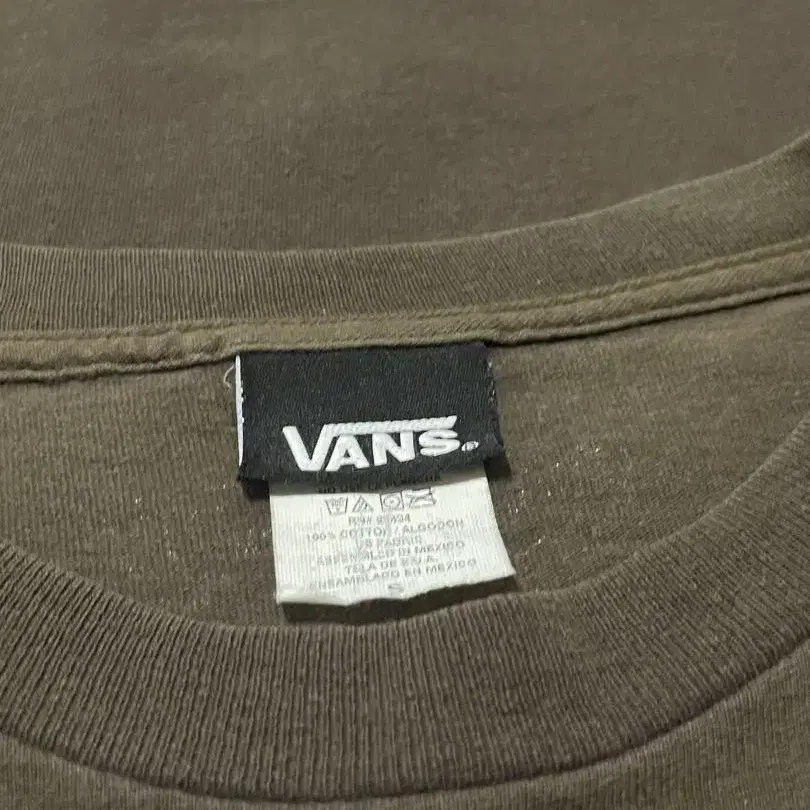 VANS®
100% COTTON / ALGODON
US FABRIC
ASSEMBLED IN MEXICO
TELA DE E.U.A.
ENSAMBLADO EN MEXICO
S